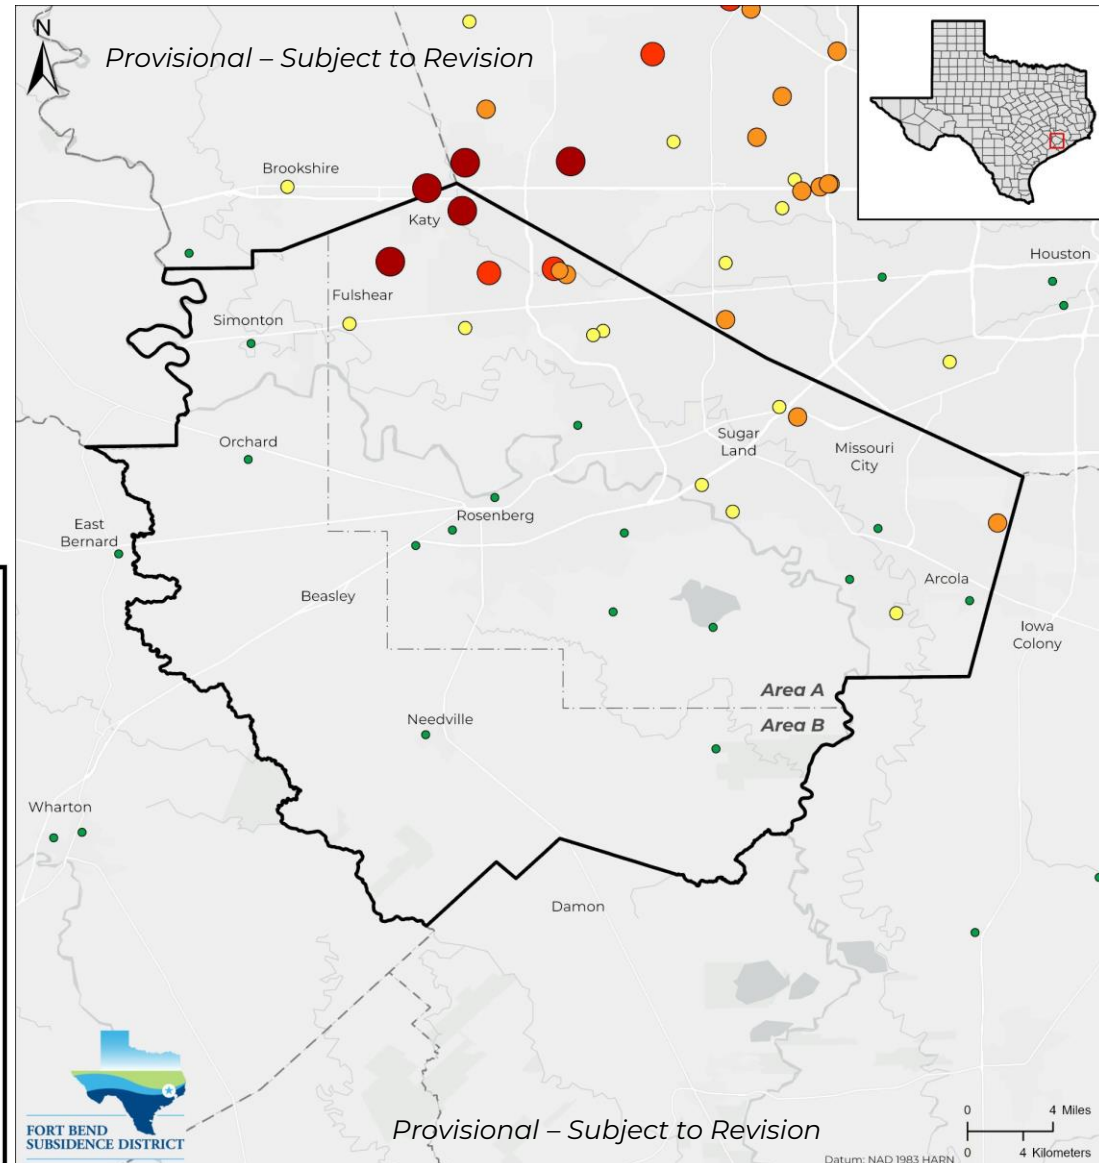 N
Provisional – Subject to Revision
Brookshire
Katy
Houston
Fulshear
Simonton
Orchard
Sugar
Land
Missouri
City
East
Bernard
Rosenberg
Beasley
Arcola
Iowa
Colony
Area A
Area B
Needville
Wharton
Damon
FORT BEND
SUBSIDENCE DISTRICT
Provisional – Subject to Revision
0 4 Miles
0 4 Kilometers
Datum: NAD 1983 HARN